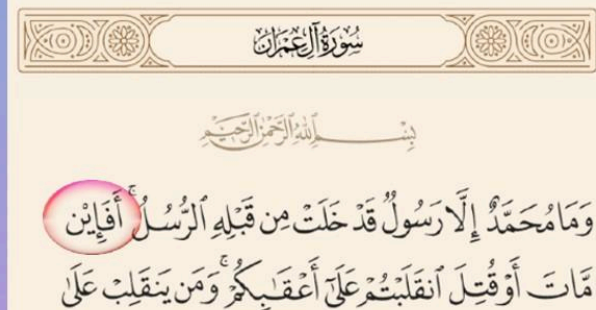 سُورَةُ آلِ عِمْرَانَ
بِسْمِ ٱللَّهِ ٱلرَّحْمَٰنِ ٱلرَّحِيمِ
وَمَا مُحَمَّدٌ إِلَّا رَسُولٌ قَدْ خَلَتْ مِن قَبْلِهِ ٱلرُّسُلُ ۚ أَفَإِيْن
مَّاتَ أَوْ قُتِلَ ٱنقَلَبْتُمْ عَلَىٰٓ أَعْقَٰبِكُمْ ۚ وَمَن يَنقَلِبْ عَلَىٰ